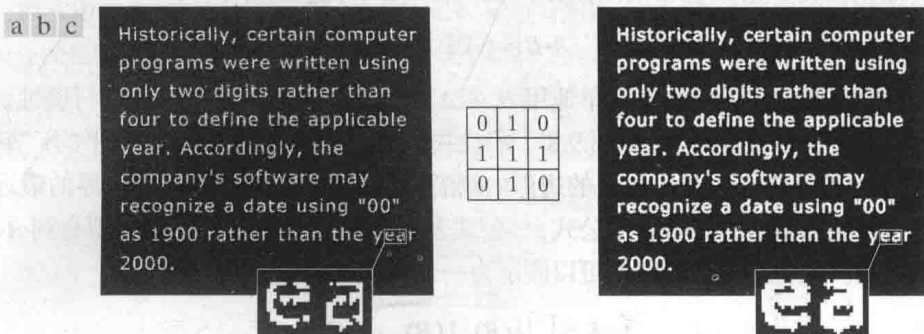 a b c
Historically, certain computer
programs were written using
only two digits rather than
four to define the applicable
year. Accordingly, the
company's software may
recognize a date using "00"
as 1900 rather than the year
2000.
ea
0 1 0
1 1 1
0 1 0
Historically, certain computer
programs were written using
only two digits rather than
four to define the applicable
year. Accordingly, the
company's software may
recognize a date using "00"
as 1900 rather than the year
2000.
ea